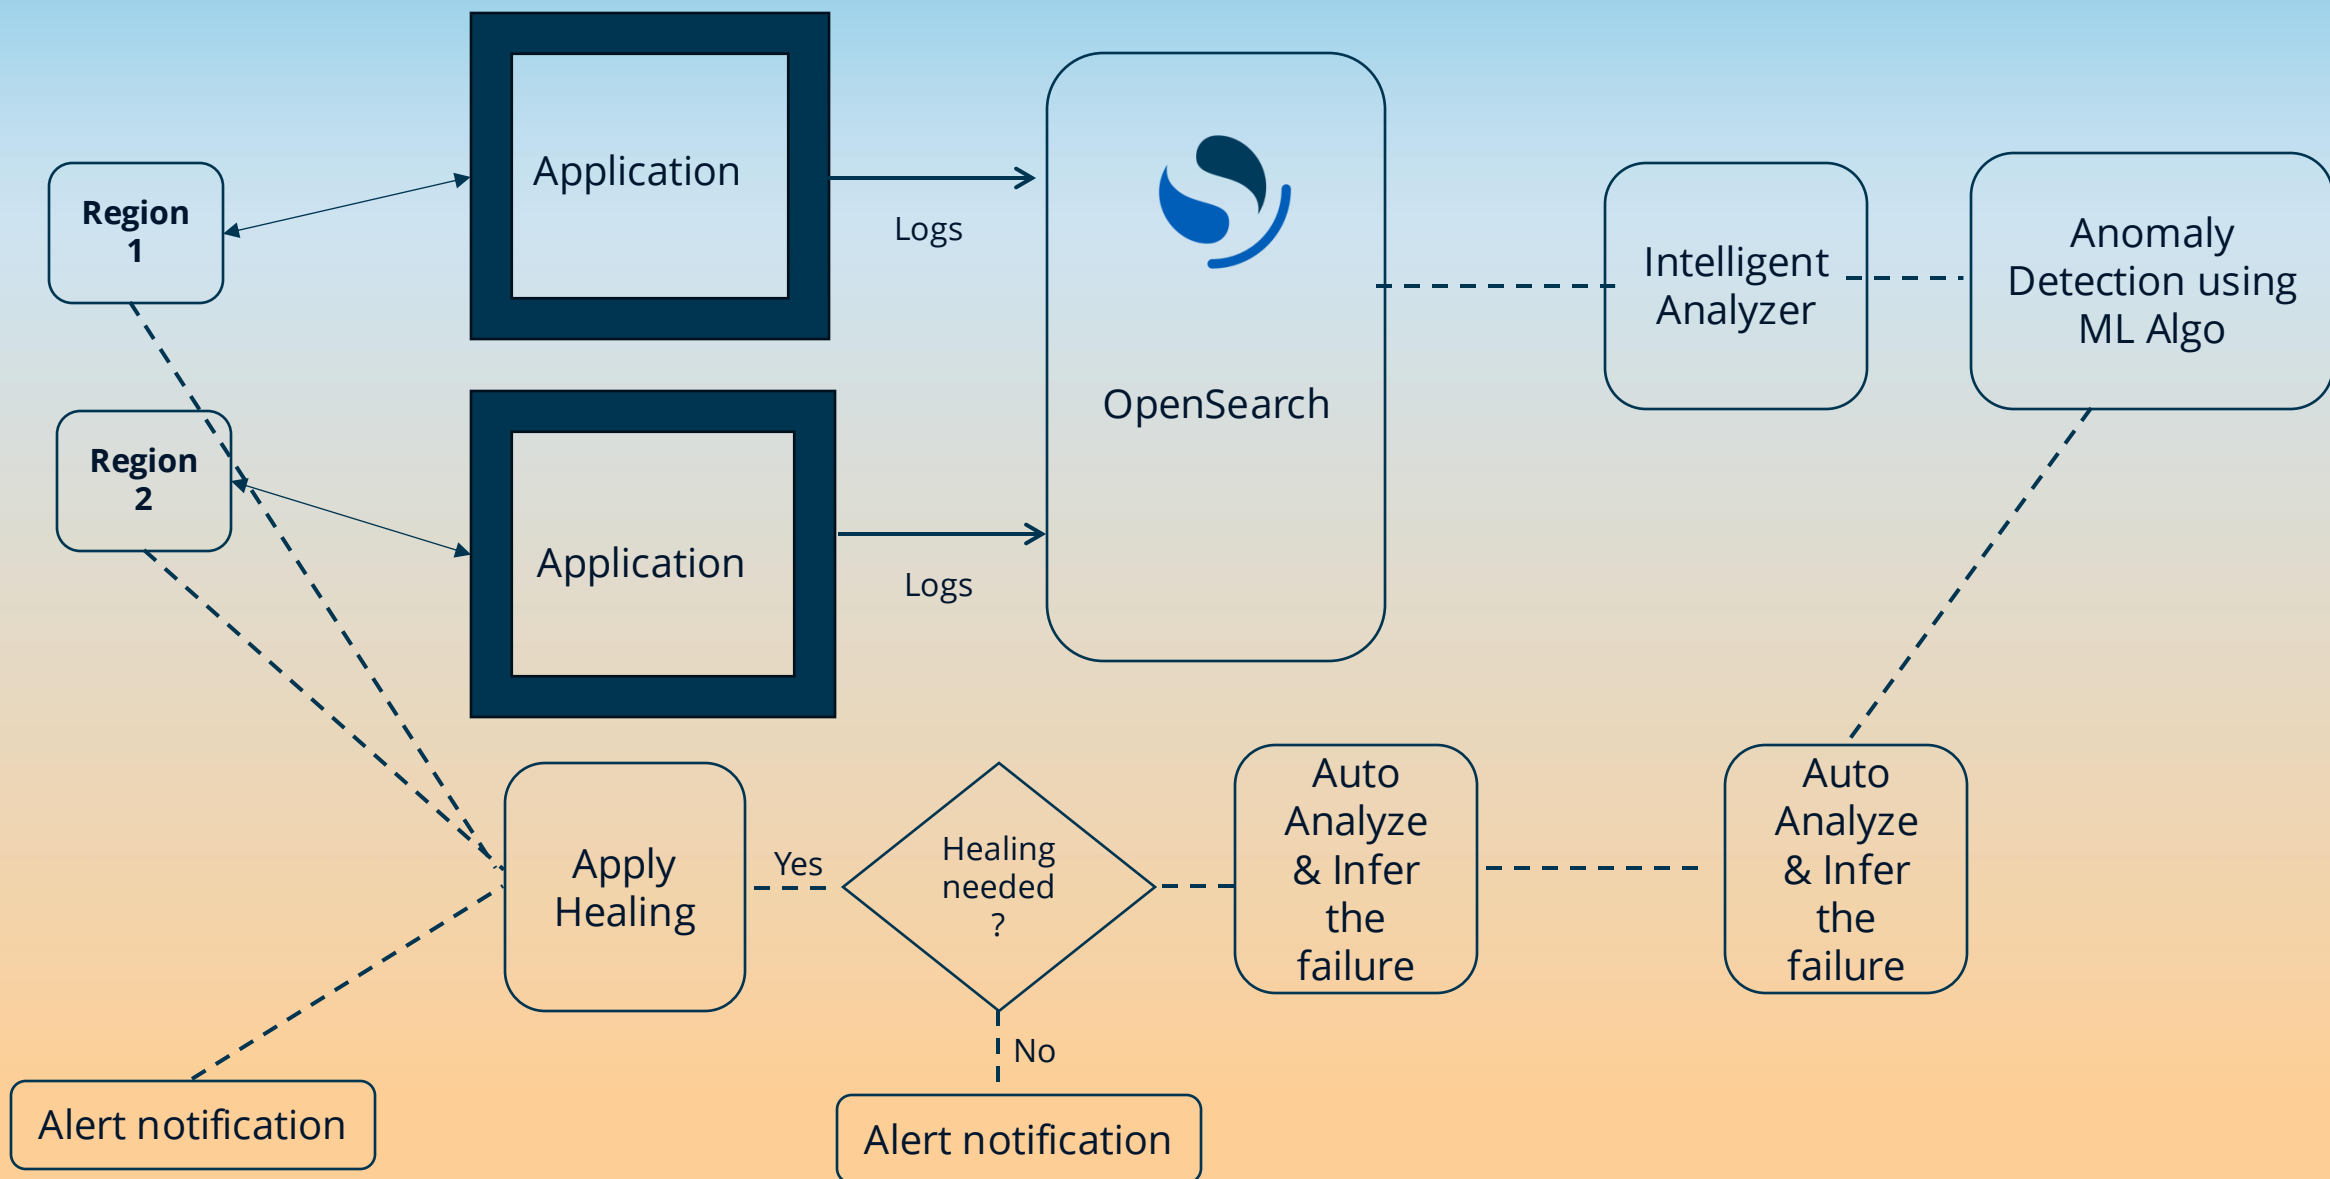 Application
Region
1
Logs
Intelligent
Analyzer
Anomaly
Detection using
ML Algo
OpenSearch
Region
2
Application
Logs
Apply
Healing
Yes
Healing
needed
?
Auto
Analyze
& Infer
the
failure
Auto
Analyze
& Infer
the
failure
No
Alert notification
Alert notification